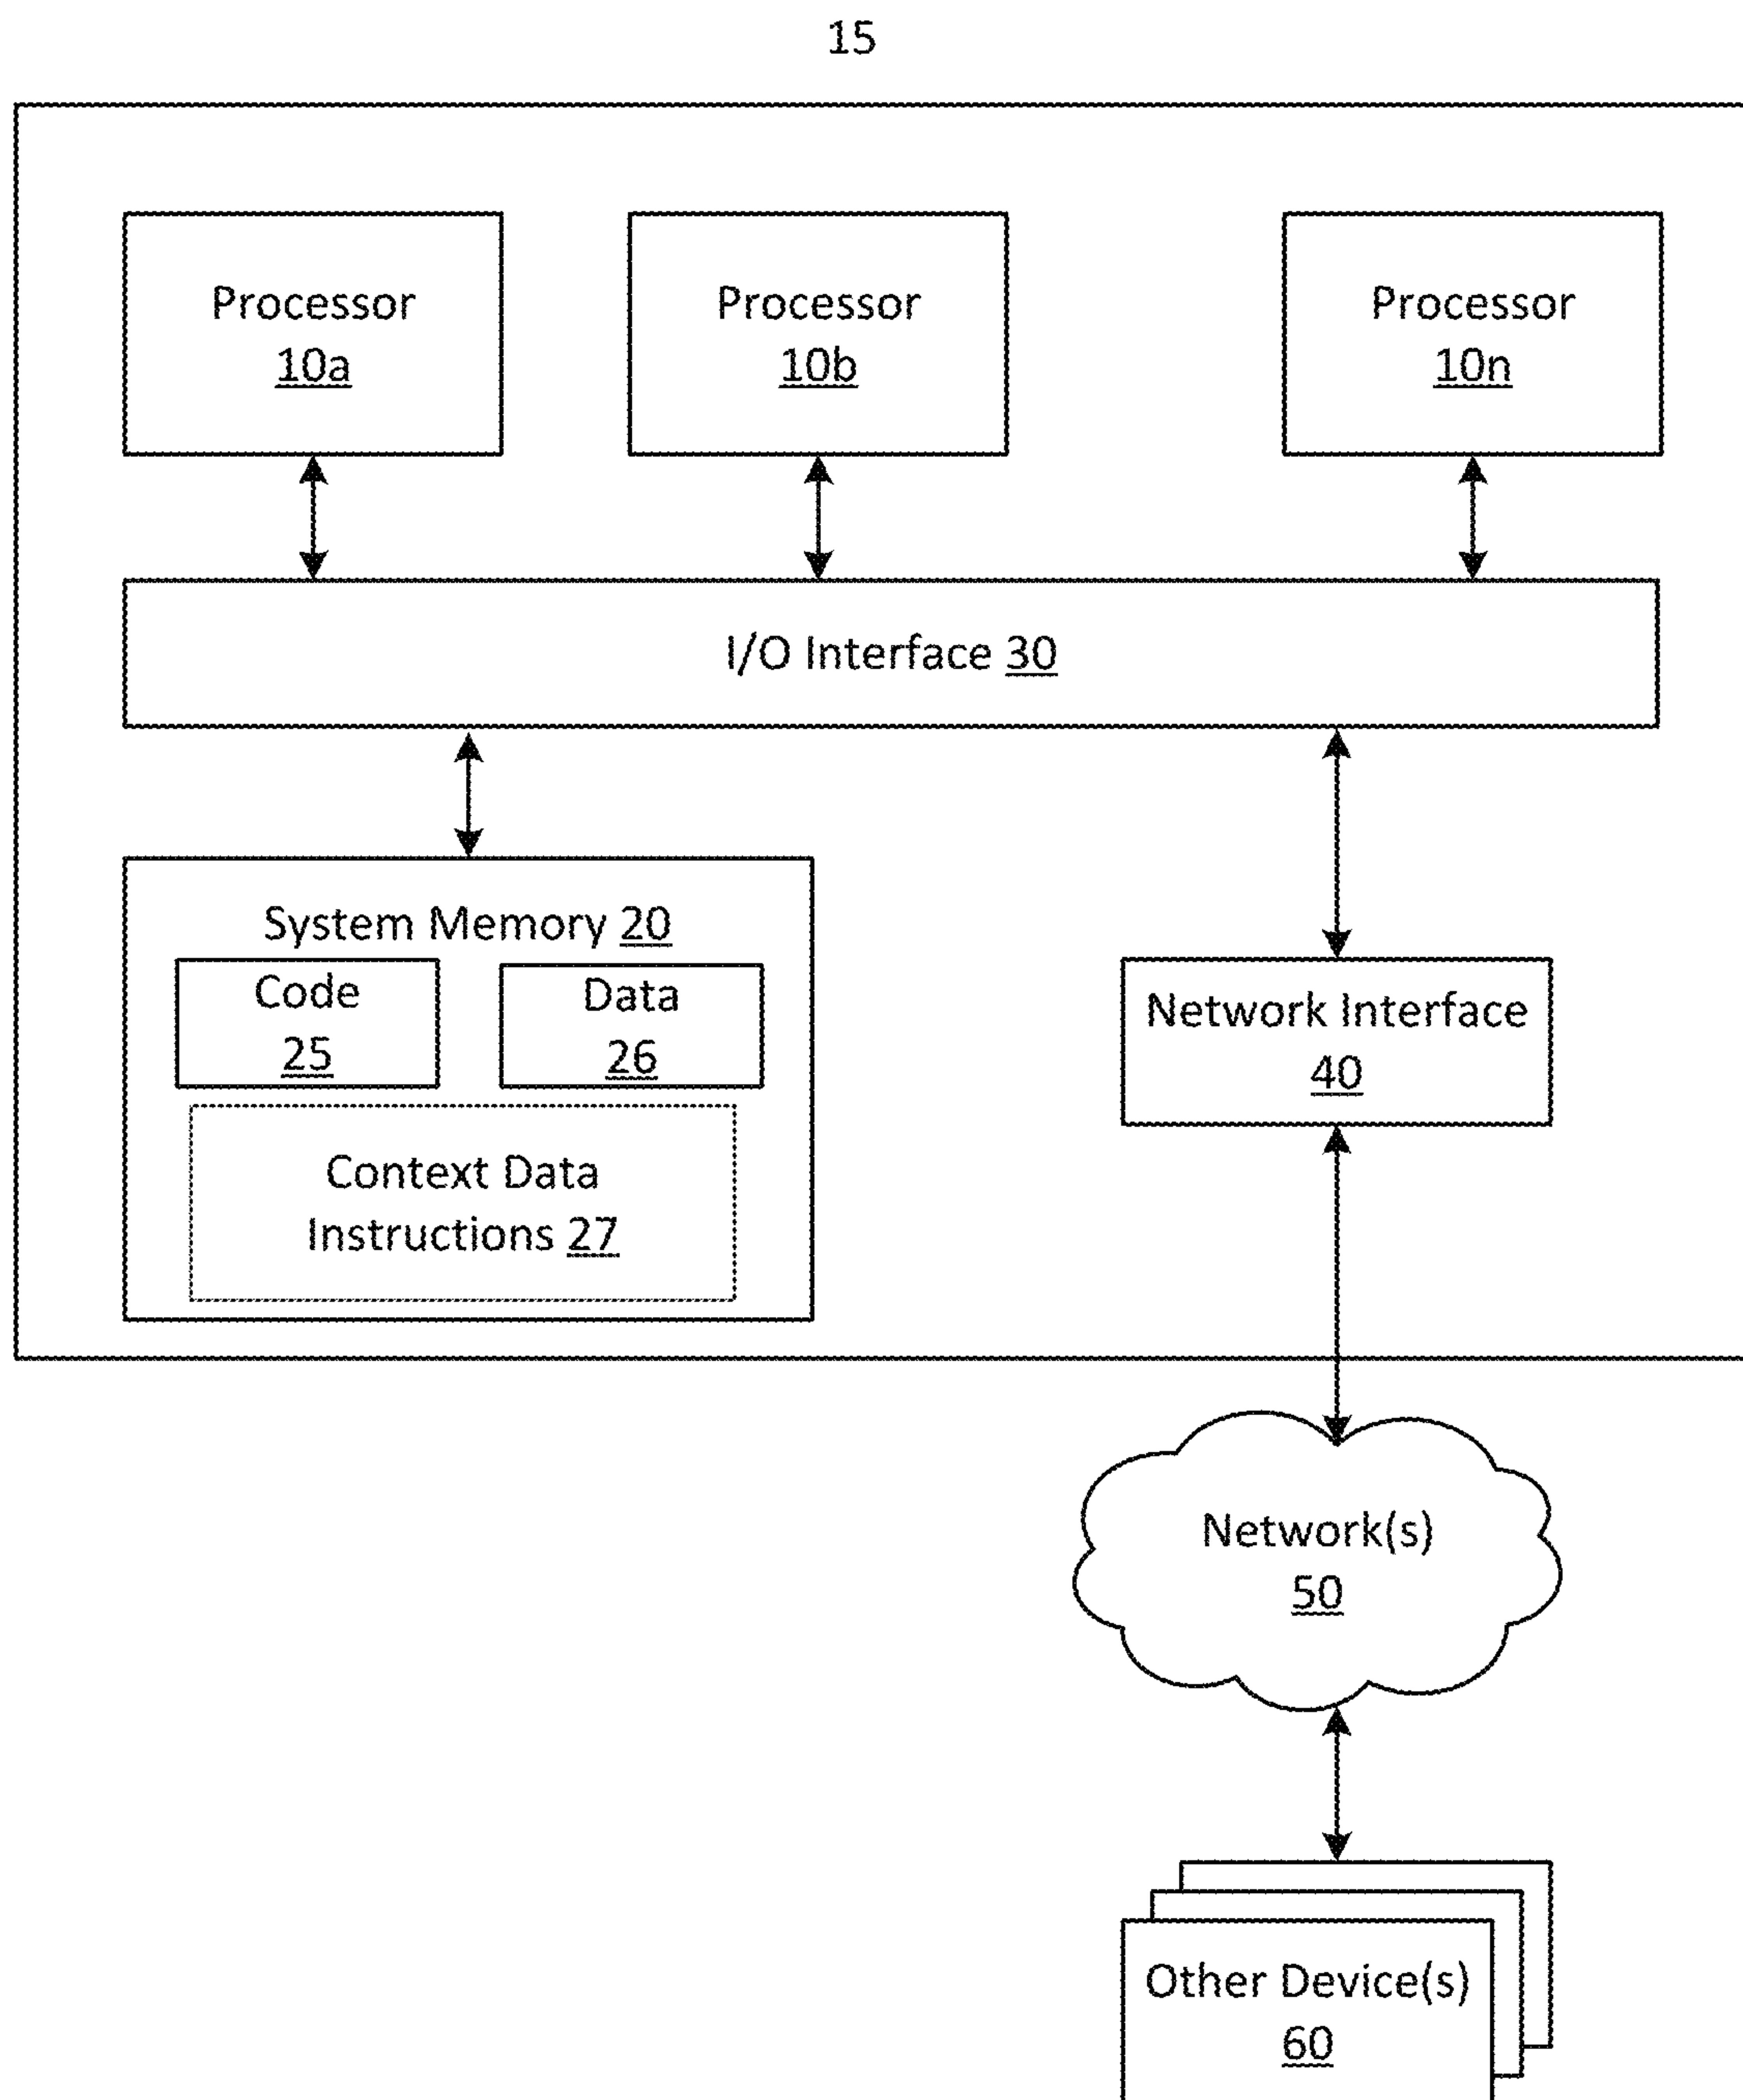 15
Processor
10a
Processor
10b
Processor
10n
I/O Interface 30
System Memory 20
Code
25
Data
26
Context Data
Instructions 27
Network Interface
40
Network(s)
50
Other Device(s)
60